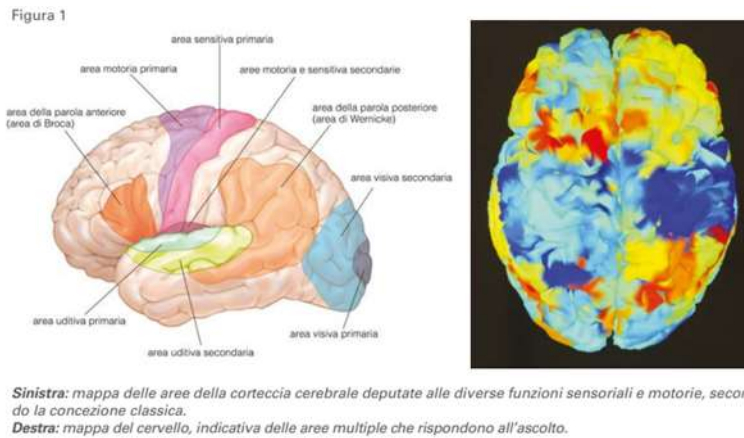 Figura 1
area sensitiva primaria
area motoria primaria
aree motoria e sensitiva secondarie
area della parola anteriore
(area di Broca)
area della parola posteriore
(area di Wernicke)
area visiva secondaria
area uditiva primaria
area visiva primaria
area uditiva secondaria
Sinistra: mappa delle aree della corteccia cerebrale deputate alle diverse funzioni sensoriali e motorie, secon
do la concezione classica.
Destra: mappa del cervello, indicativa delle aree multiple che rispondono all'ascolto.